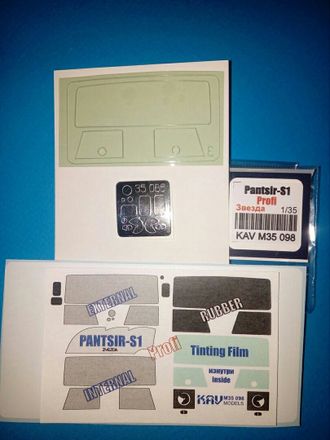 35 098
Pantsir-S1
Profi
Звезда 1/35
KAV M35 098
EXTERNAL
RUBBER
PANTSIR-S1
Profi
Tinting Film
INTERNAL
изнутри
inside
KAV M35 098
MODELS